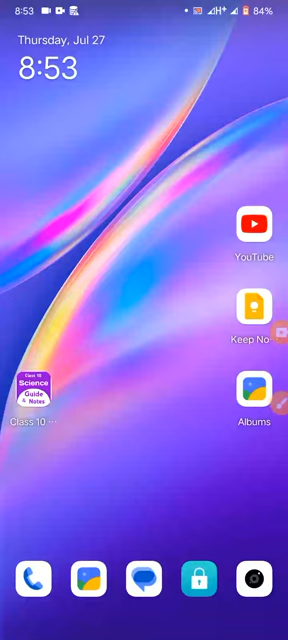 8:53
H+
84%
Thursday, Jul 27
8:53
YouTube
Keep No···
Class 10
Science
Guide
& Notes
Class 10 ···
Albums